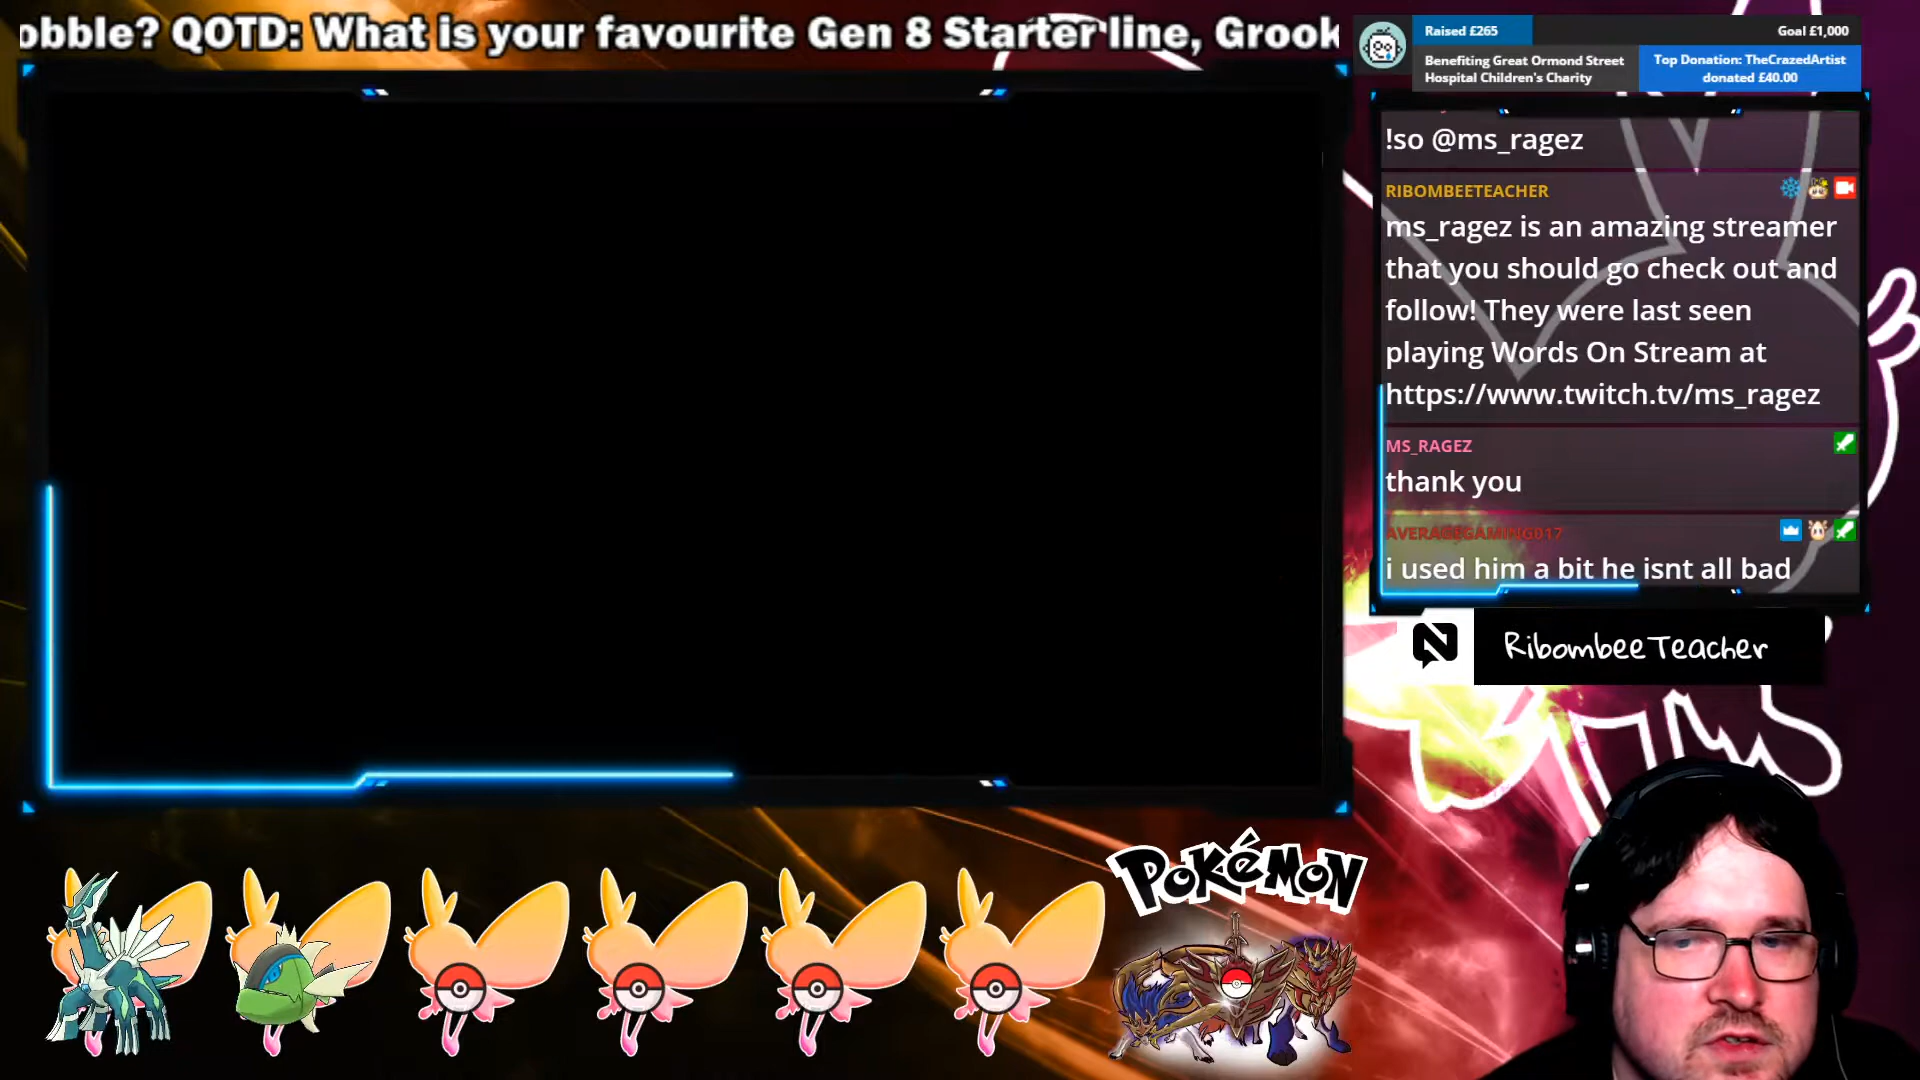 obble? QOTD: What is your favourite Gen 8 Starter line, Grook
Raised £265
Goal £1,000
Benefiting Great Ormond Street
Hospital Children's Charity
Top Donation: TheCrazedArtist
donated £40.00
!so @ms_ragez
RIBOMBEETEACHER
ms_ragez is an amazing streamer
that you should go check out and
follow! They were last seen
playing Words On Stream at
https://www.twitch.tv/ms_ragez
MS_RAGEZ
thank you
AVERAGEGAMING017
i used him a bit he isnt all bad
RibombeeTeacher
POKéMON